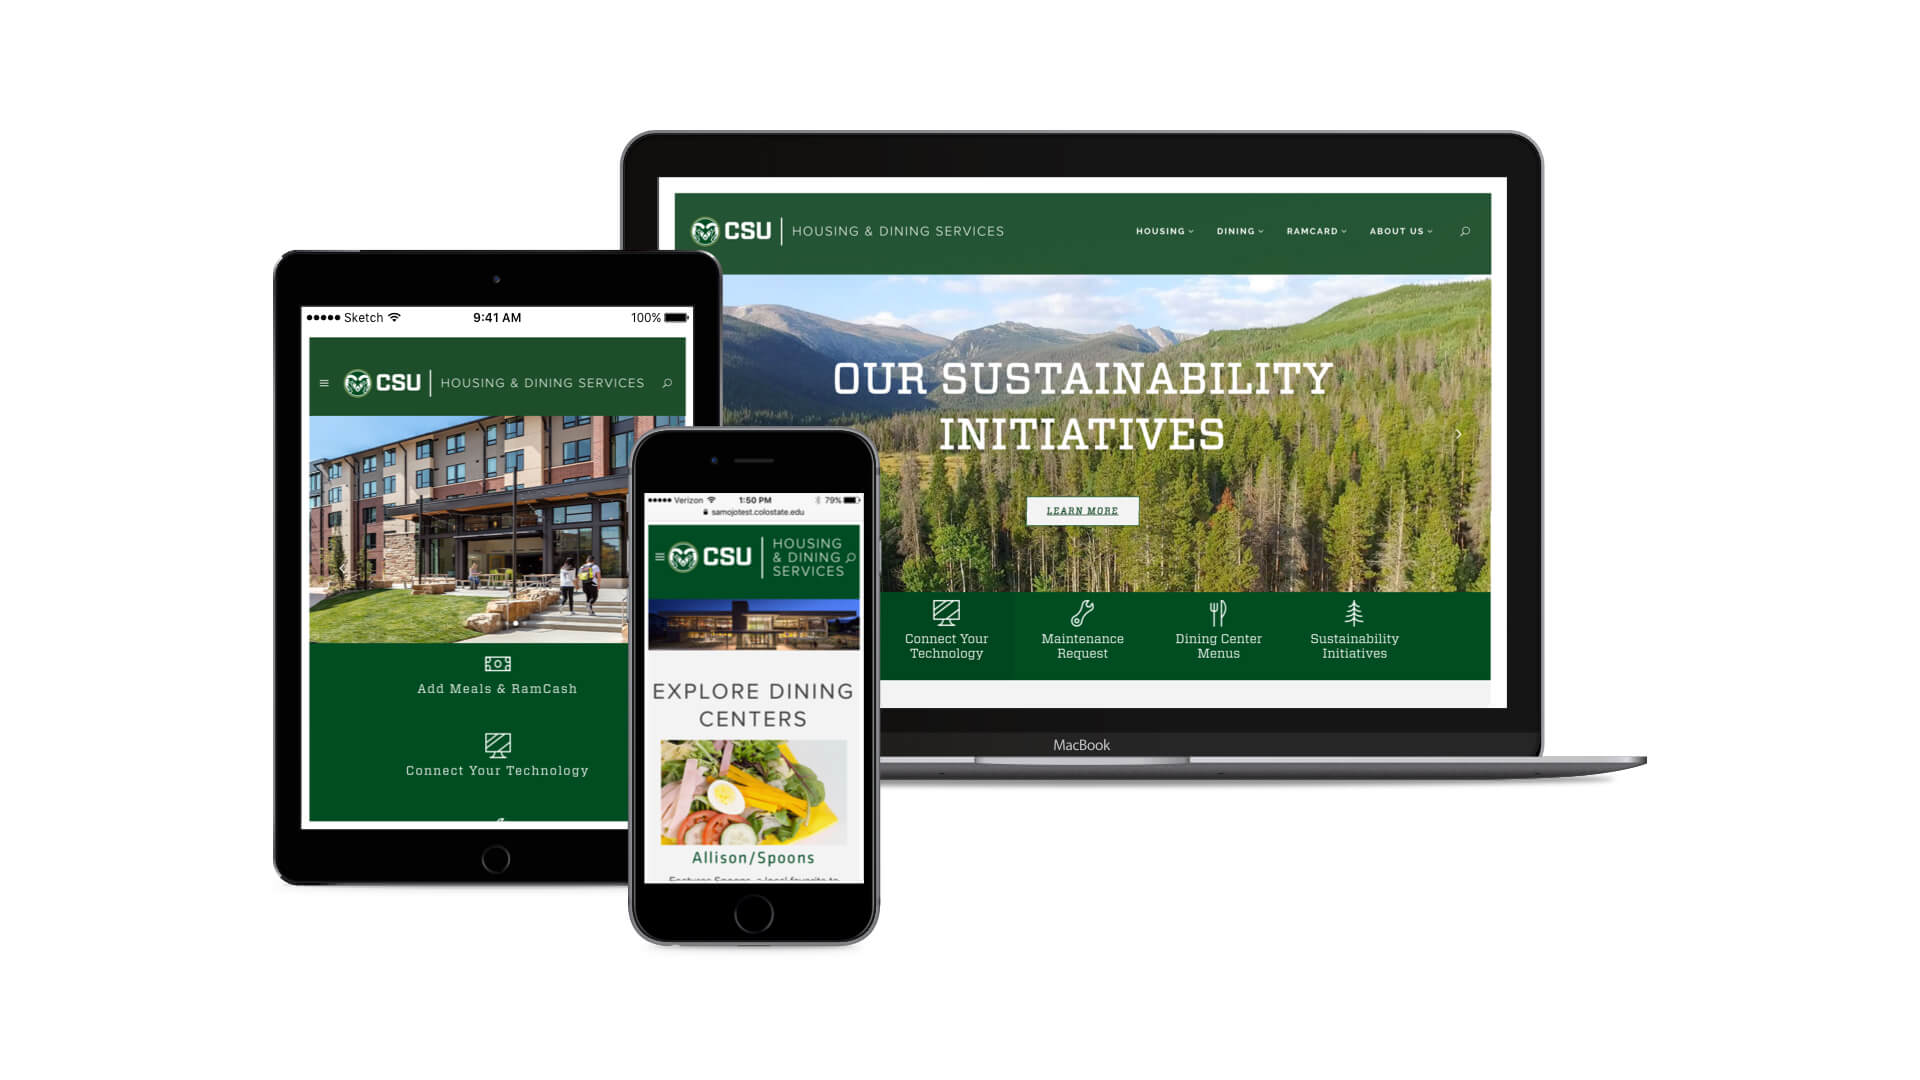 CSU | HOUSING & DINING SERVICES
HOUSING
DINING
RAMCARD
ABOUT US
OUR SUSTAINABILITY
INITIATIVES
LEARN MORE
Connect Your
Technology
Maintenance
Request
Dining Center
Menus
Sustainability
Initiatives
MacBook
Sketch
9:41 AM
100%
CSU | HOUSING & DINING SERVICES
Add Meals & RamCash
Connect Your Technology
Verizon
1:50 PM
79%
samojotest.colostate.edu
CSU
HOUSING
& DINING
SERVICES
EXPLORE DINING
CENTERS
Allison/Spoons